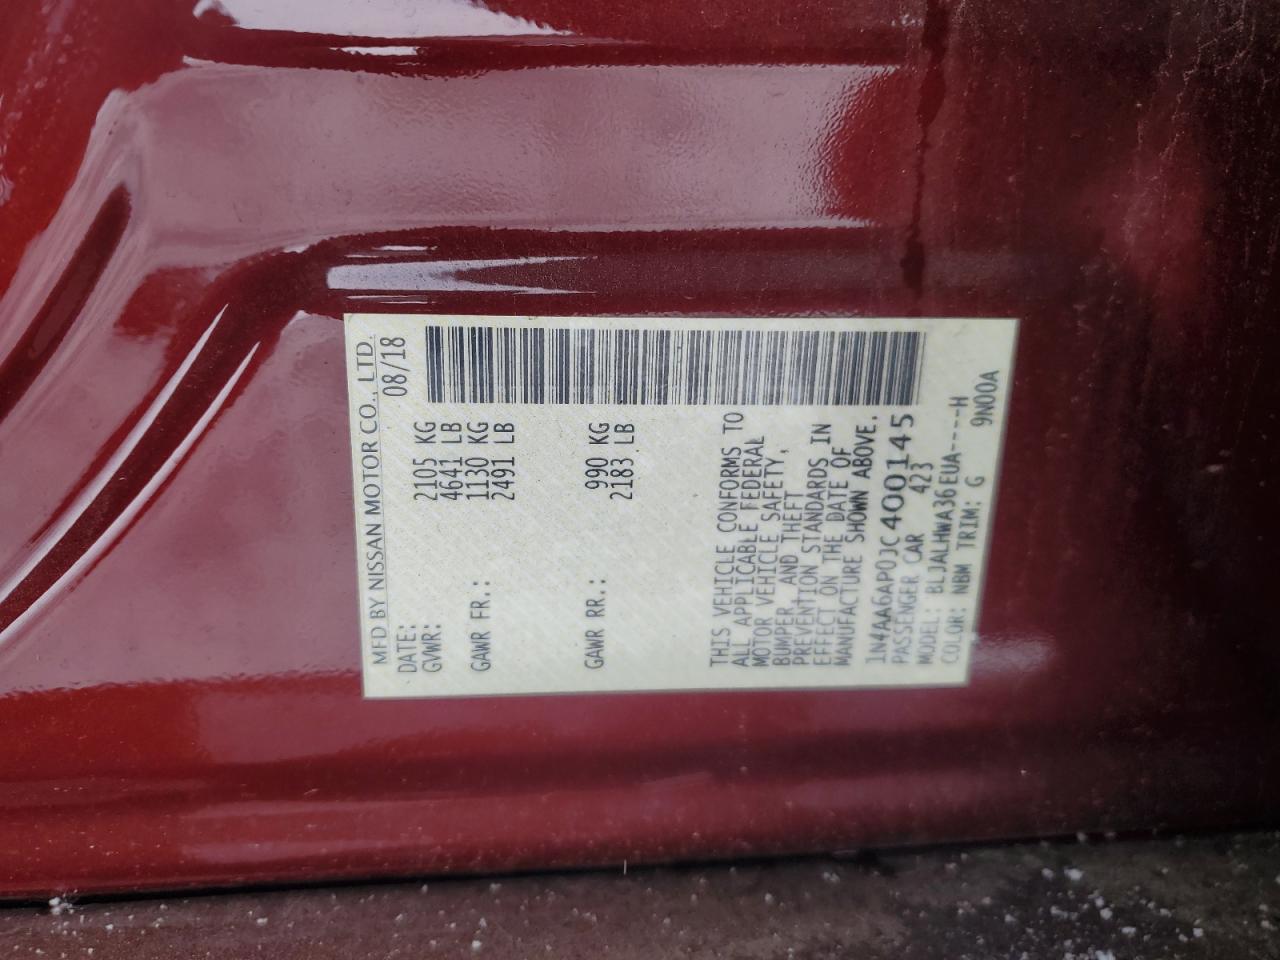 MFD BY NISSAN MOTOR CO., LTD.
DATE: 08/18
GVWR: 2105 KG
4641 LB
GAWR FR.: 1130 KG
2491 LB
GAWR RR.: 990 KG
2183 LB
THIS VEHICLE CONFORMS TO
ALL APPLICABLE FEDERAL
MOTOR VEHICLE SAFETY,
BUMPER, AND THEFT
PREVENTION STANDARDS IN
EFFECT ON THE DATE OF
MANUFACTURE SHOWN ABOVE.
1N4AA6AP0JC400145
PASSENGER CAR 423
MODEL: BLJALHWA36EUA----H
COLOR: NBM TRIM: G 9N00A